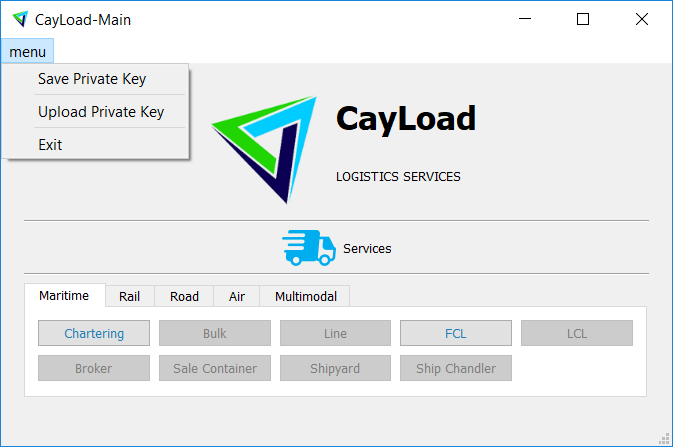 CayLoad-Main
menu
Save Private Key
Upload Private Key
Exit
CayLoad
LOGISTICS SERVICES
Services
Maritime Rail Road Air Multimodal
Chartering Bulk Line FCL LCL
Broker Sale Container Shipyard Ship Chandler